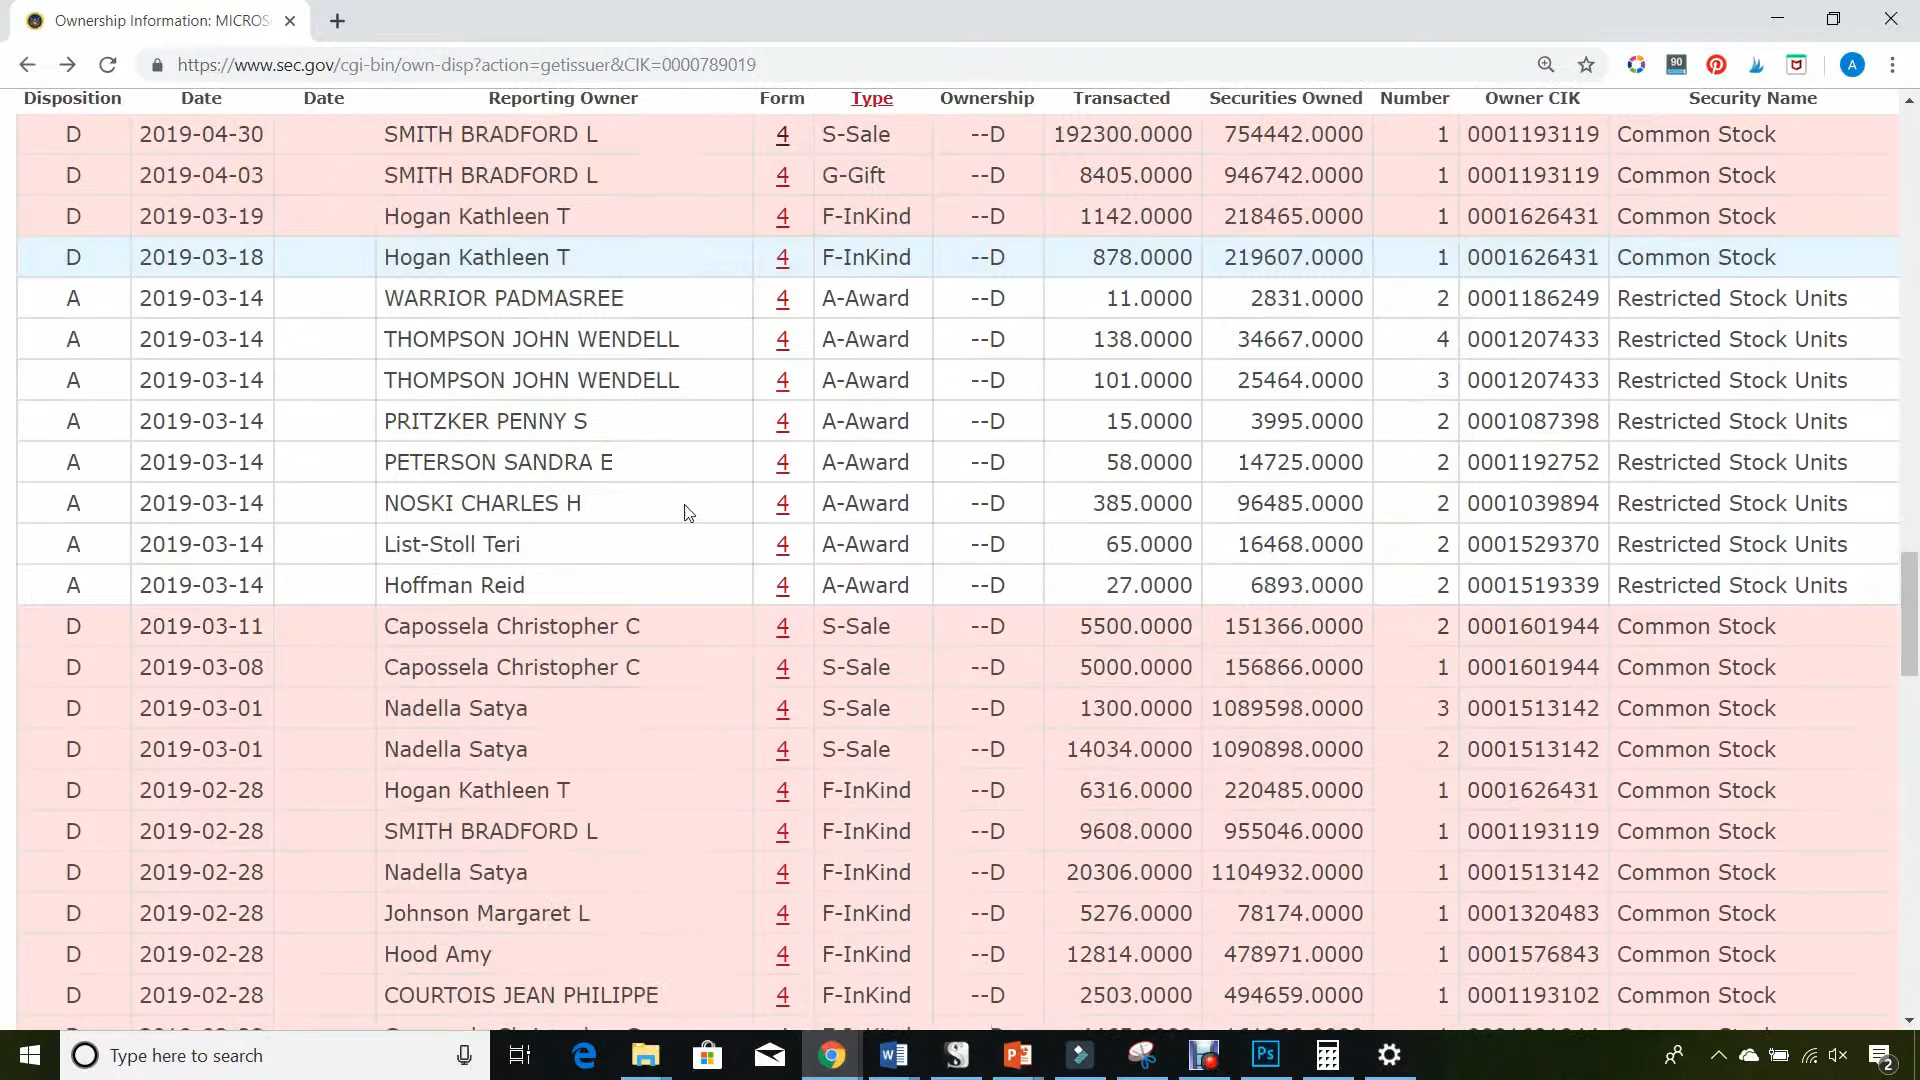 Ownership Information: MICROS
https://www.sec.gov/cgi-bin/own-disp?action=getissuer&CIK=0000789019
90
A
Disposition Date Date Reporting Owner Form Type Ownership Transacted Securities Owned Number Owner CIK Security Name
D 2019-04-30 SMITH BRADFORD L 4 S-Sale --D 192300.0000 754442.0000 1 0001193119 Common Stock
D 2019-04-03 SMITH BRADFORD L 4 G-Gift --D 8405.0000 946742.0000 1 0001193119 Common Stock
D 2019-03-19 Hogan Kathleen T 4 F-InKind --D 1142.0000 218465.0000 1 0001626431 Common Stock
D 2019-03-18 Hogan Kathleen T 4 F-InKind --D 878.0000 219607.0000 1 0001626431 Common Stock
A 2019-03-14 WARRIOR PADMASREE 4 A-Award --D 11.0000 2831.0000 2 0001186249 Restricted Stock Units
A 2019-03-14 THOMPSON JOHN WENDELL 4 A-Award --D 138.0000 34667.0000 4 0001207433 Restricted Stock Units
A 2019-03-14 THOMPSON JOHN WENDELL 4 A-Award --D 101.0000 25464.0000 3 0001207433 Restricted Stock Units
A 2019-03-14 PRITZKER PENNY S 4 A-Award --D 15.0000 3995.0000 2 0001087398 Restricted Stock Units
A 2019-03-14 PETERSON SANDRA E 4 A-Award --D 58.0000 14725.0000 2 0001192752 Restricted Stock Units
A 2019-03-14 NOSKI CHARLES H 4 A-Award --D 385.0000 96485.0000 2 0001039894 Restricted Stock Units
A 2019-03-14 List-Stoll Teri 4 A-Award --D 65.0000 16468.0000 2 0001529370 Restricted Stock Units
A 2019-03-14 Hoffman Reid 4 A-Award --D 27.0000 6893.0000 2 0001519339 Restricted Stock Units
D 2019-03-11 Capossela Christopher C 4 S-Sale --D 5500.0000 151366.0000 2 0001601944 Common Stock
D 2019-03-08 Capossela Christopher C 4 S-Sale --D 5000.0000 156866.0000 1 0001601944 Common Stock
D 2019-03-01 Nadella Satya 4 S-Sale --D 1300.0000 1089598.0000 3 0001513142 Common Stock
D 2019-03-01 Nadella Satya 4 S-Sale --D 14034.0000 1090898.0000 2 0001513142 Common Stock
D 2019-02-28 Hogan Kathleen T 4 F-InKind --D 6316.0000 220485.0000 1 0001626431 Common Stock
D 2019-02-28 SMITH BRADFORD L 4 F-InKind --D 9608.0000 955046.0000 1 0001193119 Common Stock
D 2019-02-28 Nadella Satya 4 F-InKind --D 20306.0000 1104932.0000 1 0001513142 Common Stock
D 2019-02-28 Johnson Margaret L 4 F-InKind --D 5276.0000 78174.0000 1 0001320483 Common Stock
D 2019-02-28 Hood Amy 4 F-InKind --D 12814.0000 478971.0000 1 0001576843 Common Stock
D 2019-02-28 COURTOIS JEAN PHILIPPE 4 F-InKind --D 2503.0000 494659.0000 1 0001193102 Common Stock
Type here to search
Ps
2